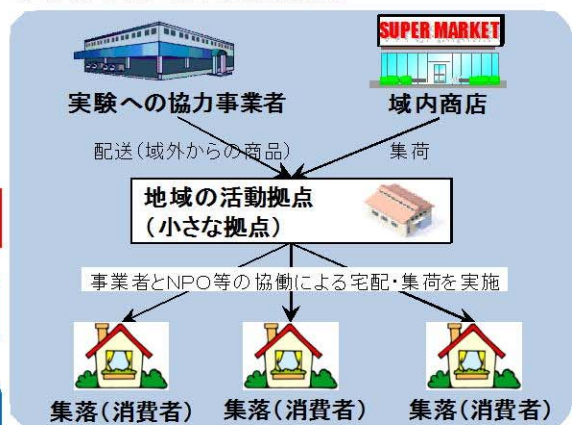 SUPER MARKET
実験への協力事業者
域内商店
配送(域外からの商品)
集荷
地域の活動拠点
(小さな拠点)
事業者とNPO等の協働による宅配・集荷を実施
集落(消費者)
集落(消費者)
集落(消費者)